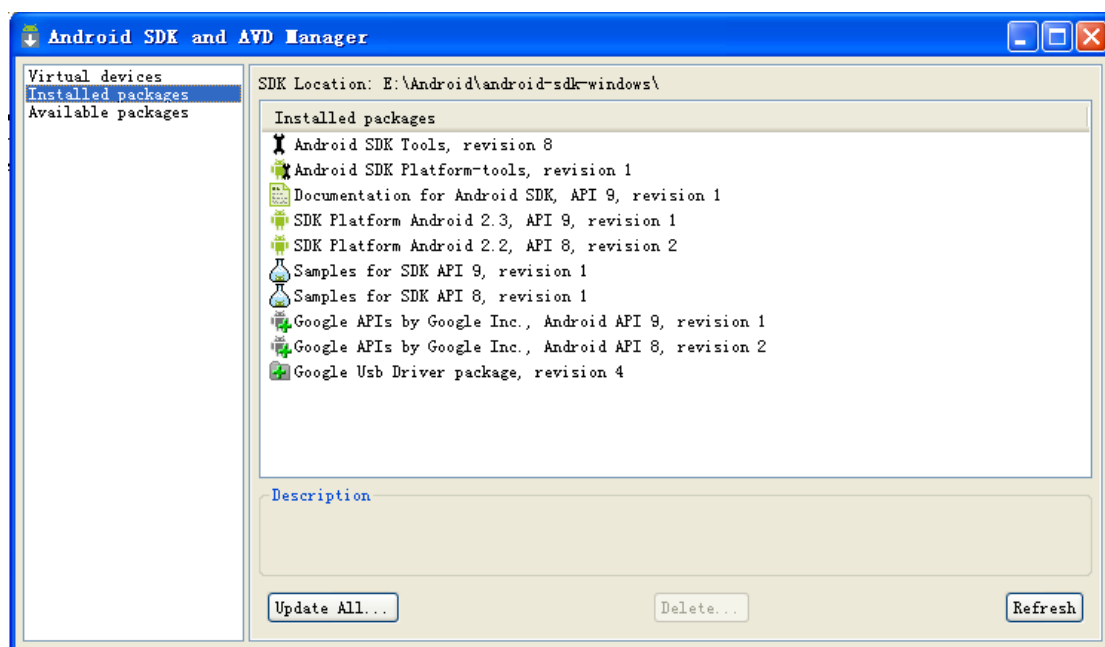 Android SDK and AVD Manager
Virtual devices
Installed packages
Available packages
SDK Location: E:\Android\android-sdk-windows\
Installed packages
Android SDK Tools, revision 8
Android SDK Platform-tools, revision 1
Documentation for Android SDK, API 9, revision 1
SDK Platform Android 2.3, API 9, revision 1
SDK Platform Android 2.2, API 8, revision 2
Samples for SDK API 9, revision 1
Samples for SDK API 8, revision 1
Google APIs by Google Inc., Android API 9, revision 1
Google APIs by Google Inc., Android API 8, revision 2
Google Usb Driver package, revision 4
Description
Update All...
Delete...
Refresh